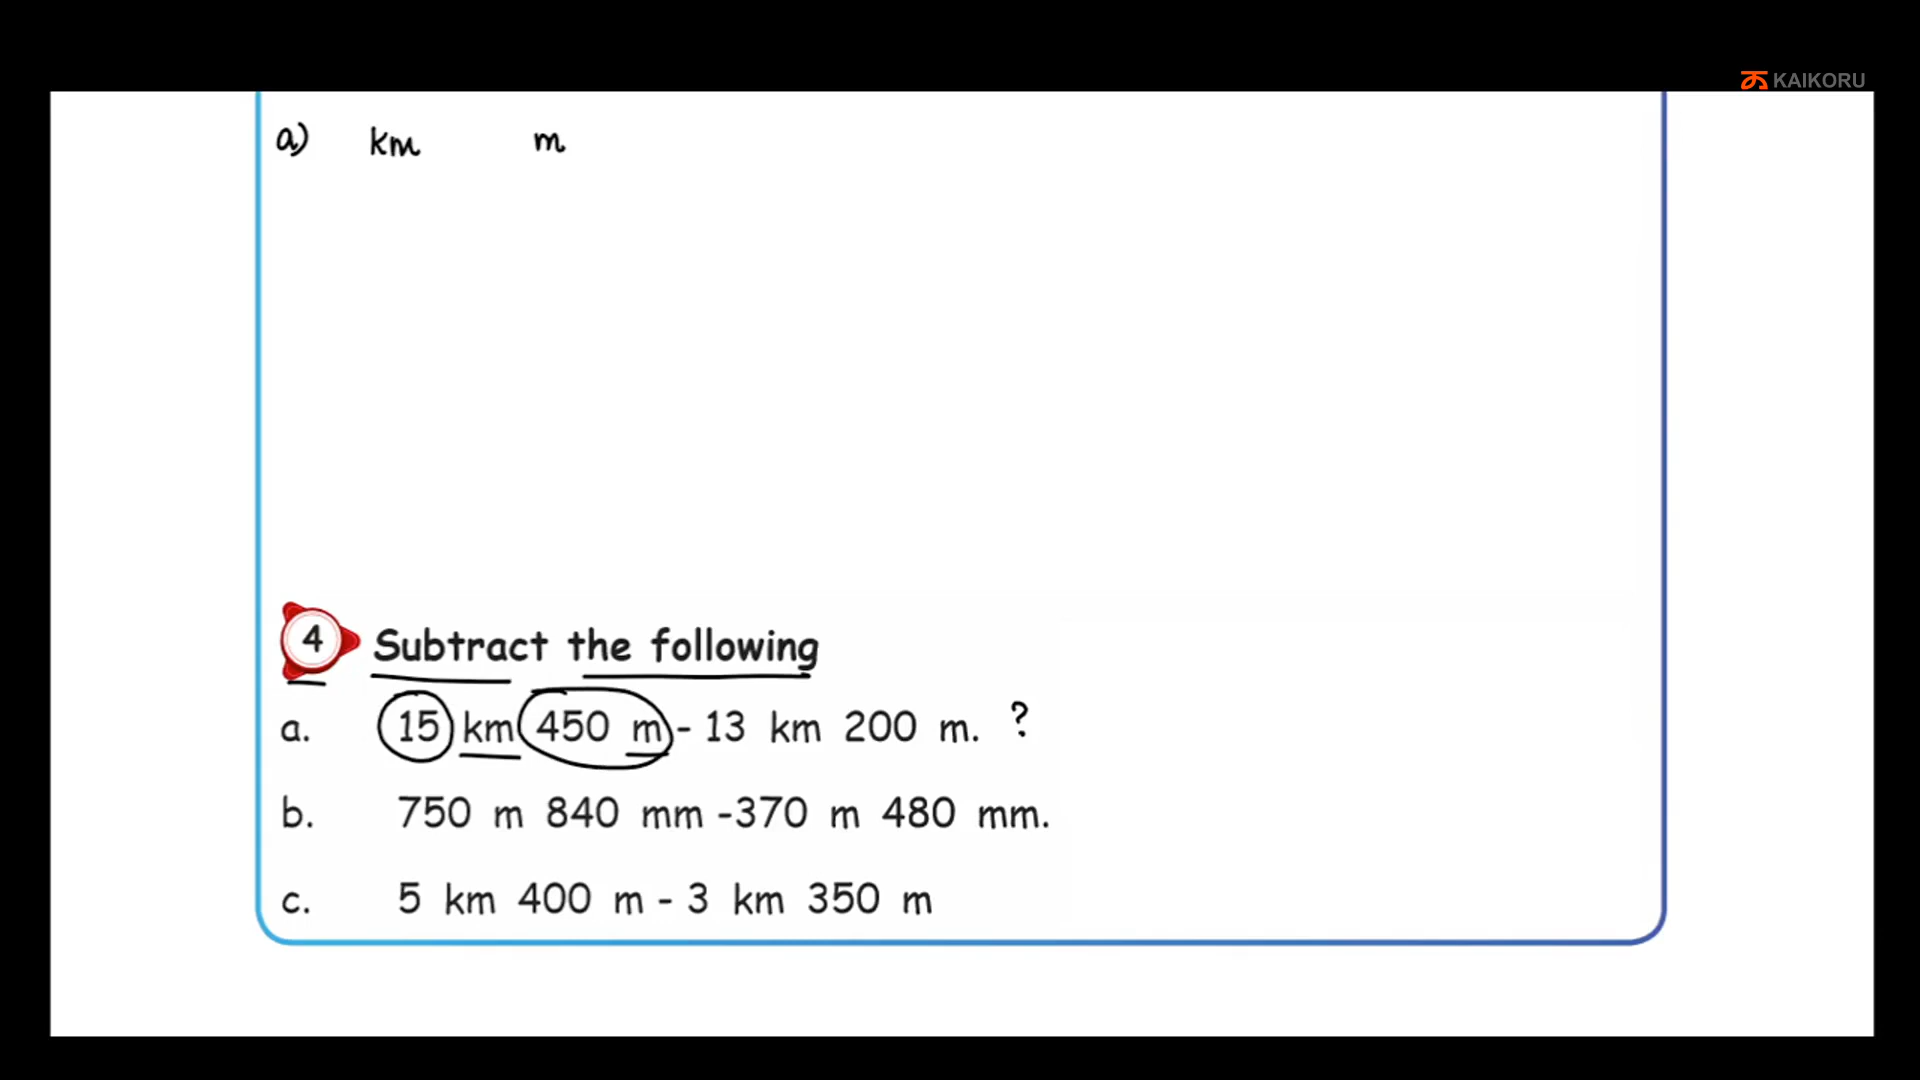 KAIKORU
a) km m
4 Subtract the following
a. 15 km 450 m - 13 km 200 m. ?
b. 750 m 840 mm -370 m 480 mm.
c. 5 km 400 m - 3 km 350 m